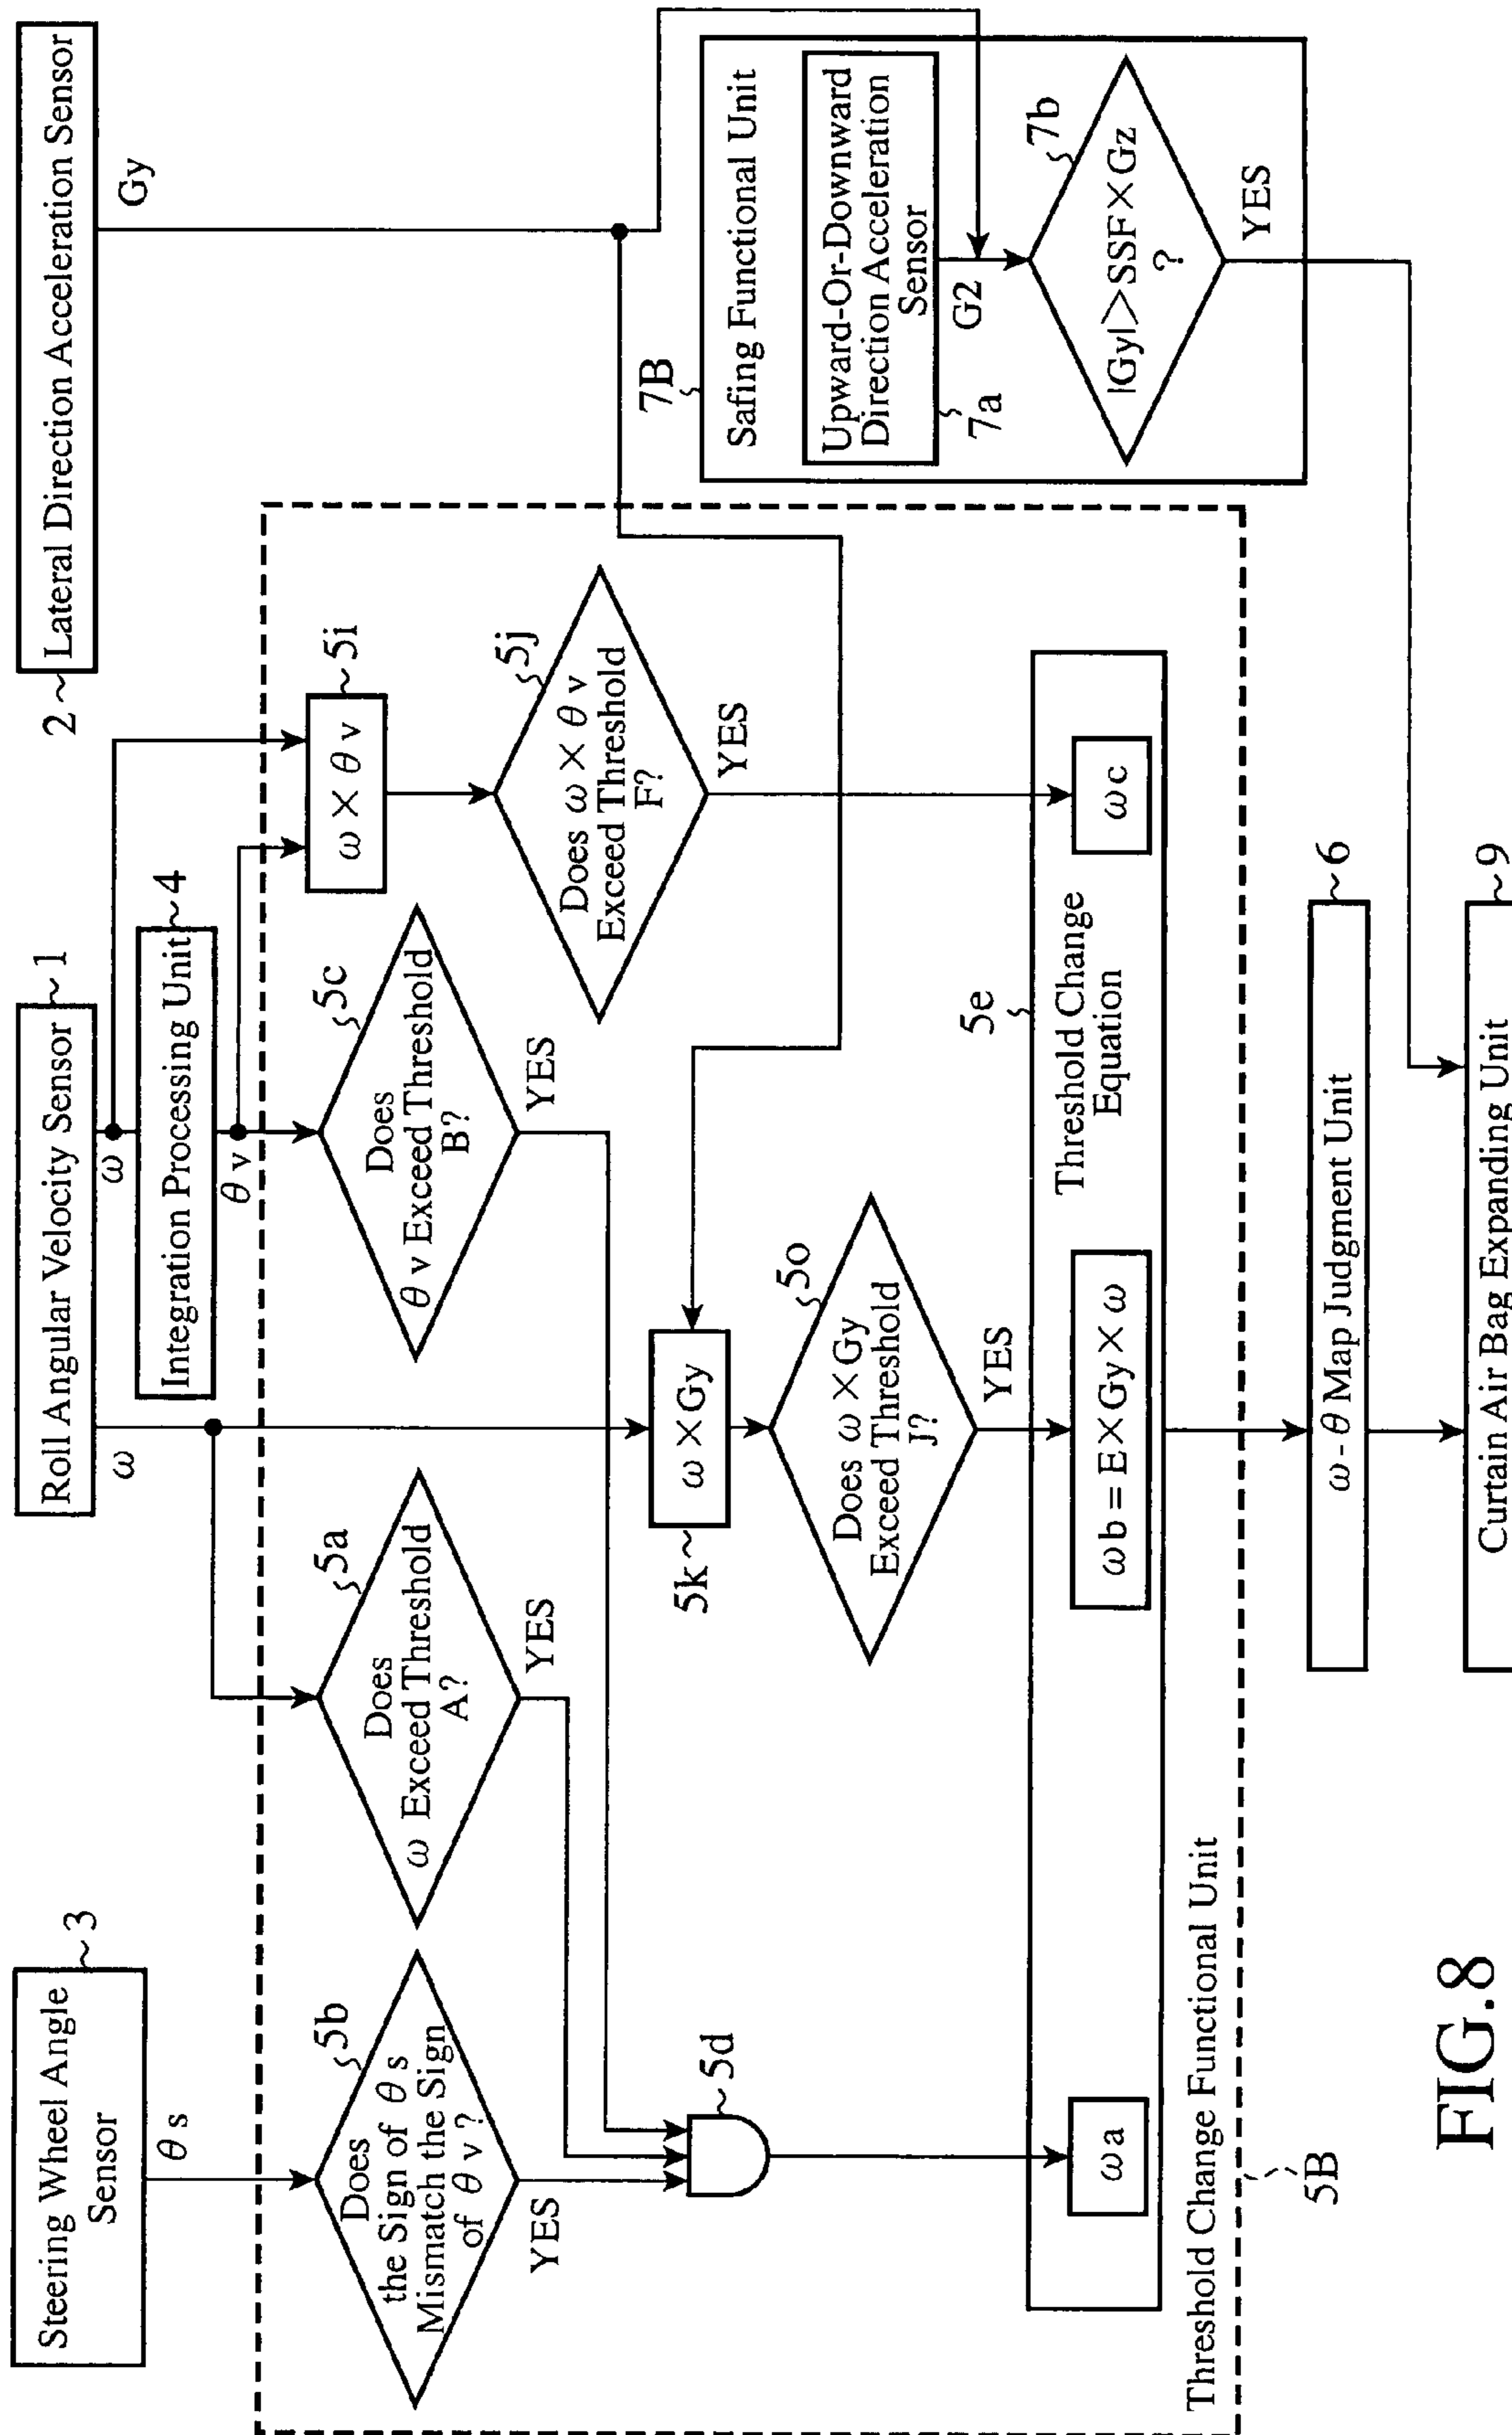 Steering Wheel Angle
Sensor
3
θs
Roll Angular Velocity Sensor
1
ω
ω
Integration Processing Unit
4
θv
2
Lateral Direction Acceleration Sensor
Gy
Does
the Sign of θs
Mismatch the Sign
of θv?
5b
YES
Does
ω Exceed Threshold
A?
5a
YES
Does
θv Exceed Threshold
B?
5c
YES
ω×θv
5i
Does ω×θv
Exceed Threshold
F?
5j
YES
5d
5k
ω×Gy
Does ω×Gy
Exceed Threshold
J?
5o
YES
5e
Threshold Change
Equation
ωa
ωb=E×Gy×ω
ωc
Threshold Change Functional Unit
5B
7B
Safing Functional Unit
Upward-Or-Downward
Direction Acceleration
Sensor
7a
G2
|Gy|>SSF×Gz
?
7b
YES
ω-θ Map Judgment Unit
6
Curtain Air Bag Expanding Unit
9
FIG.8